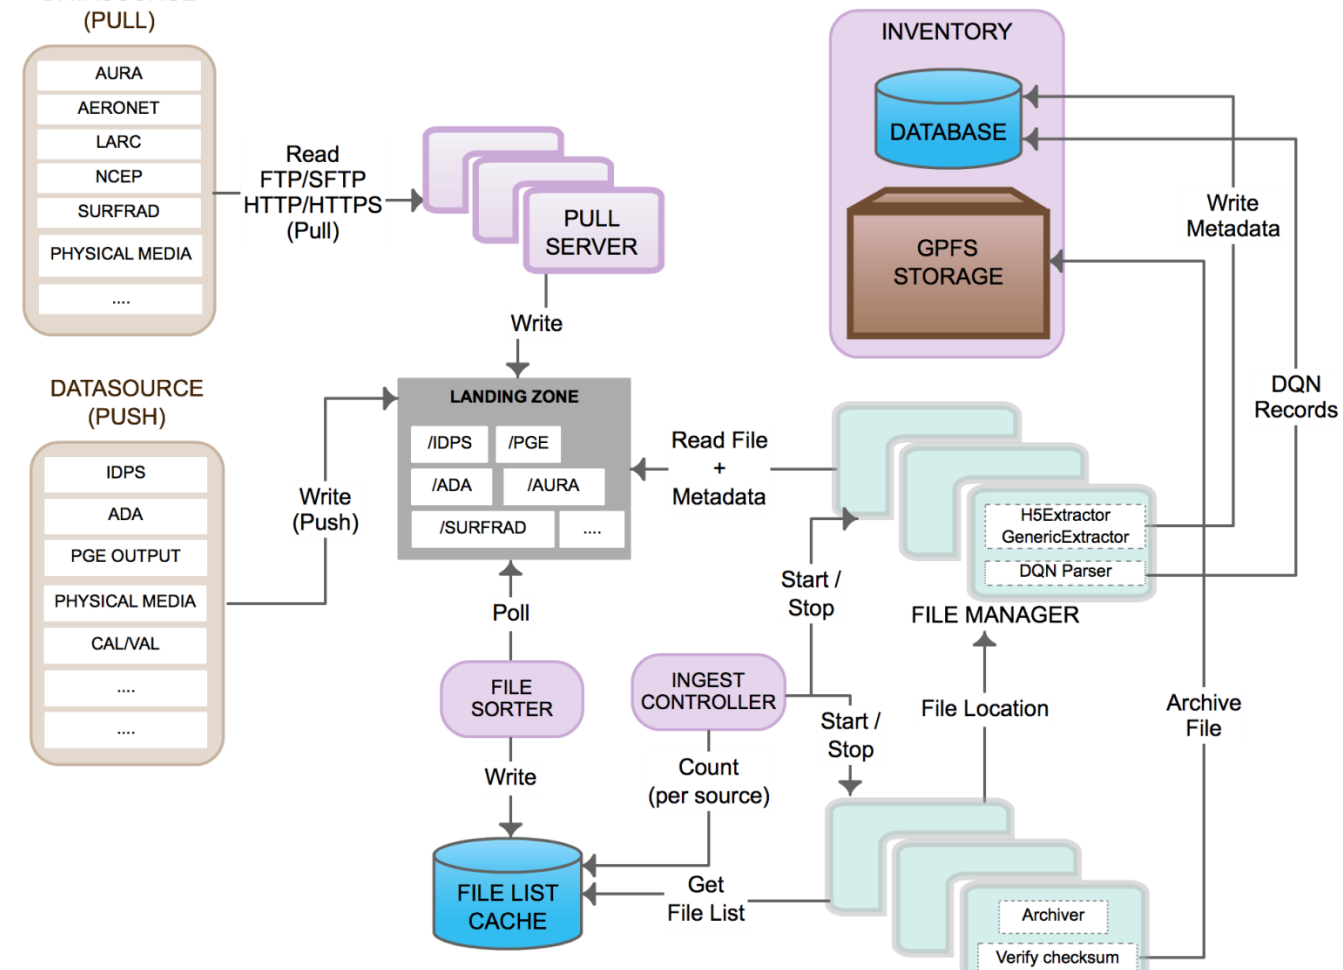 (PULL)
AURA
AERONET
LARC
NCEP
SURFRAD
PHYSICAL MEDIA
....
Read
FTP/SFTP
HTTP/HTTPS
(Pull)
PULL
SERVER
Write
INVENTORY
DATABASE
GPFS
STORAGE
Write
Metadata
DQN
Records
DATASOURCE
(PUSH)
IDPS
ADA
PGE OUTPUT
PHYSICAL MEDIA
CAL/VAL
....
....
Write
(Push)
LANDING ZONE
/IDPS
/PGE
/ADA
/AURA
/SURFRAD
....
Read File
+
Metadata
H5Extractor
GenericExtractor
DQN Parser
FILE MANAGER
Start /
Stop
Poll
FILE
SORTER
INGEST
CONTROLLER
Start /
Stop
File Location
Archive
File
Write
Count
(per source)
FILE LIST
CACHE
Get
File List
Archiver
Verify checksum